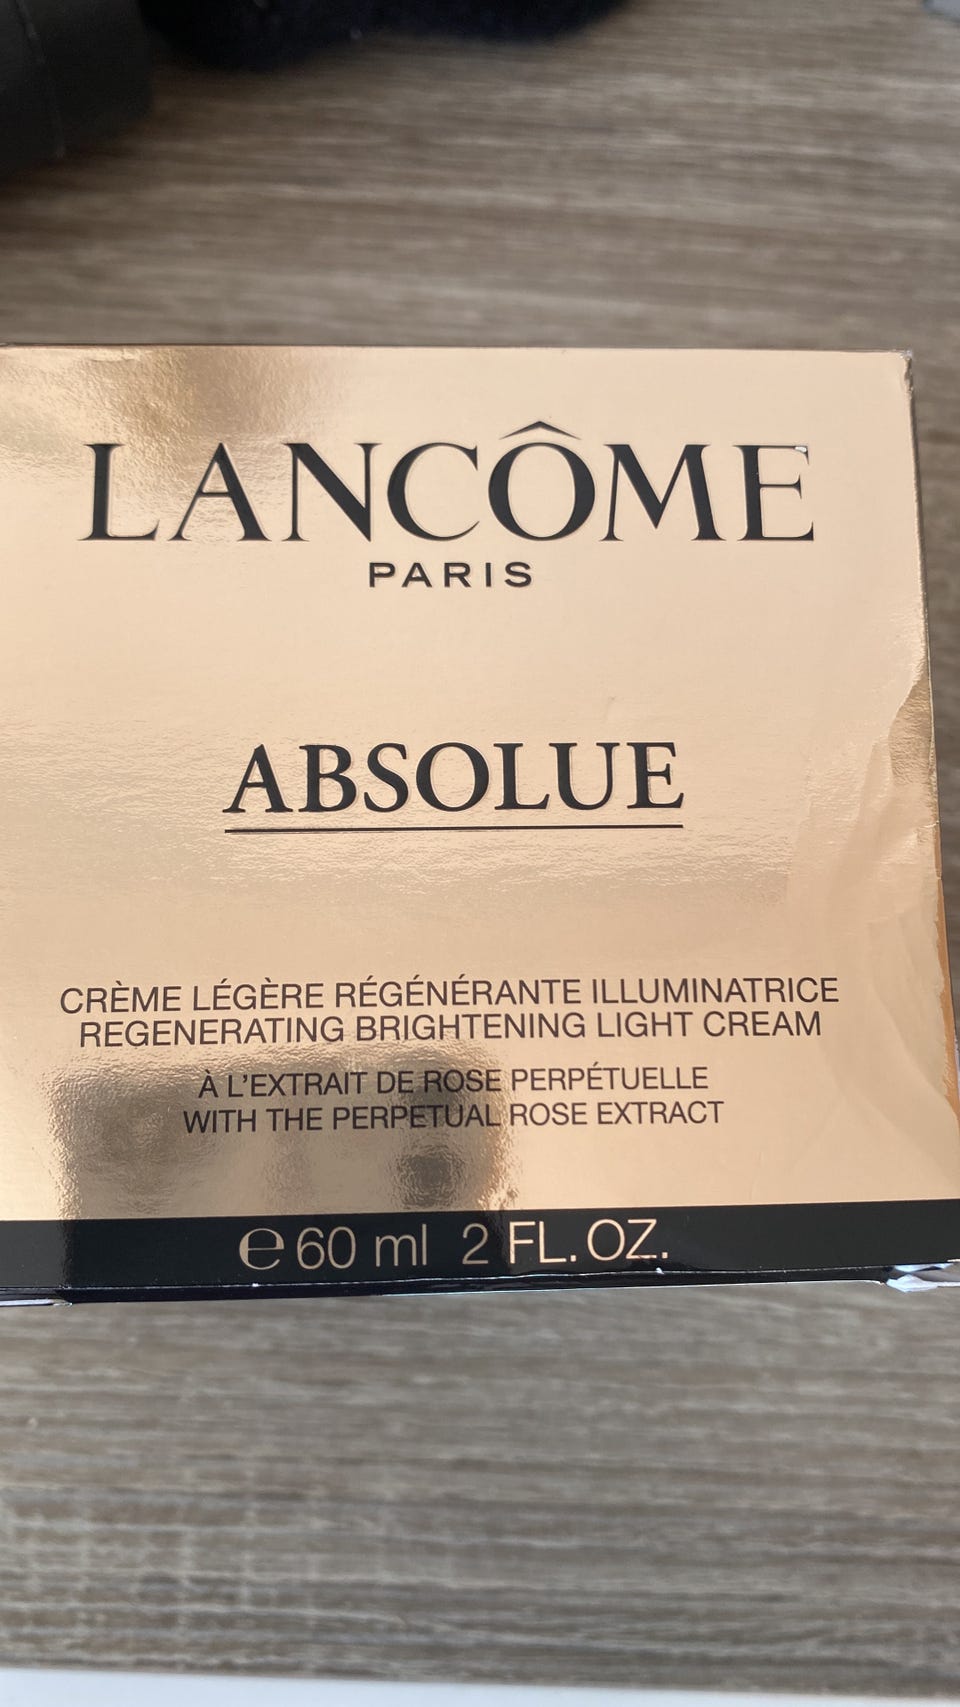 LANCÔME
PARIS
ABSOLUE
CRÈME LÉGÈRE RÉGÉNÉRANTE ILLUMINATRICE
REGENERATING BRIGHTENING LIGHT CREAM
À L'EXTRAIT DE ROSE PERPÉTUELLE
WITH THE PERPETUAL ROSE EXTRACT
℮ 60 ml 2 FL. OZ.